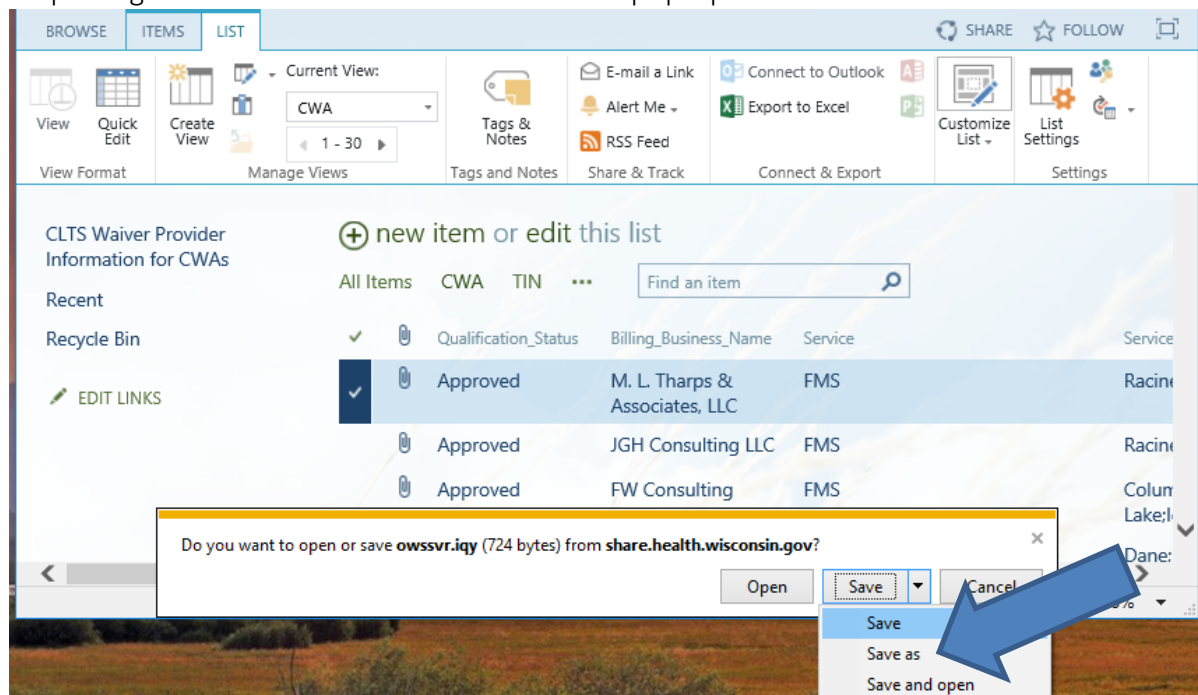 BROWSE ITEMS LIST SHARE FOLLOW
Current View:
CWA
1 - 30
View
Quick Edit
Create View
Tags & Notes
E-mail a Link
Alert Me
RSS Feed
Connect to Outlook
Export to Excel
Customize List
List Settings
View Format Manage Views Tags and Notes Share & Track Connect & Export Settings
CLTS Waiver Provider
Information for CWAs
Recent
Recycle Bin
EDIT LINKS
new item or edit this list
All Items CWA TIN ••• Find an item
Qualification_Status Billing_Business_Name Service Service
Approved M. L. Tharps & FMS Racine
Associates, LLC
Approved JGH Consulting LLC FMS Racine
Approved FW Consulting FMS
Lake;
Dane;
Do you want to open or save owssvr.iqy (724 bytes) from share.health.wisconsin.gov?
Open Save Cancel
Save
Save as
Save and open